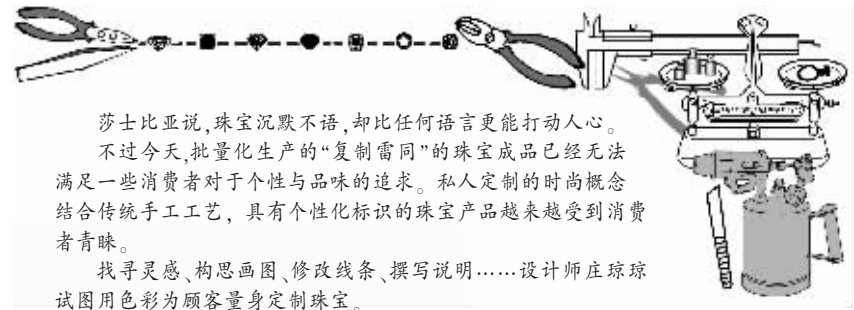 莎士比亚说,珠宝沉默不语,却比任何语言更能打动人心。
不过今天,批量化生产的“复制雷同”的珠宝成品已经无法
满足一些消费者对于个性与品味的追求。私人定制的时尚概念
结合传统手工工艺，具有个性化标识的珠宝产品越来越受到消费
者青睐。
找寻灵感、构思画图、修改线条、撰写说明……设计师庄琼琼
试图用色彩为顾客量身定制珠宝。